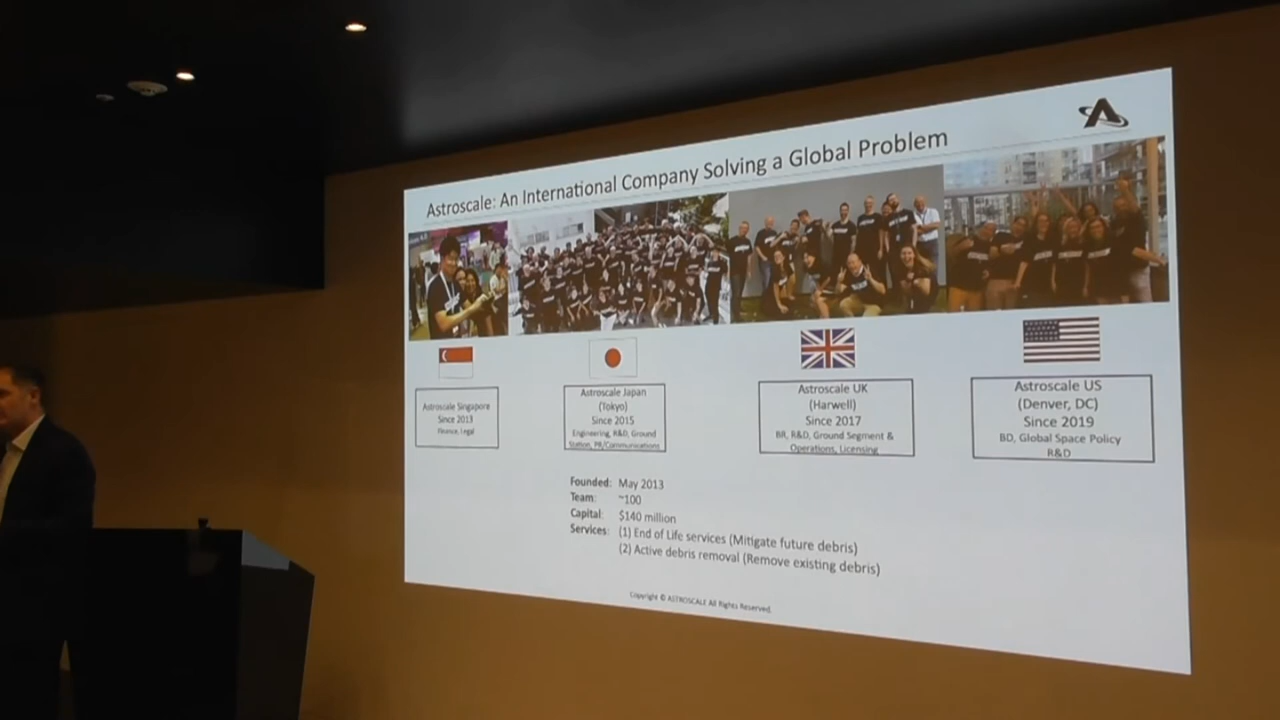 Astroscale: An International Company Solving a Global Problem
Astroscale Singapore
Since 2013
Finance, Legal
Astroscale Japan
(Tokyo)
Since 2015
Engineering, R&D, Ground
Station, PR/Communications
Astroscale UK
(Harwell)
Since 2017
BR, R&D, Ground Segment &
Operations, Licensing
Astroscale US
(Denver, DC)
Since 2019
BD, Global Space Policy
R&D
Founded: May 2013
Team: ~100
Capital: $140 million
Services: (1) End of Life services (Mitigate future debris)
(2) Active debris removal (Remove existing debris)
Copyright © ASTROSCALE All Rights Reserved.